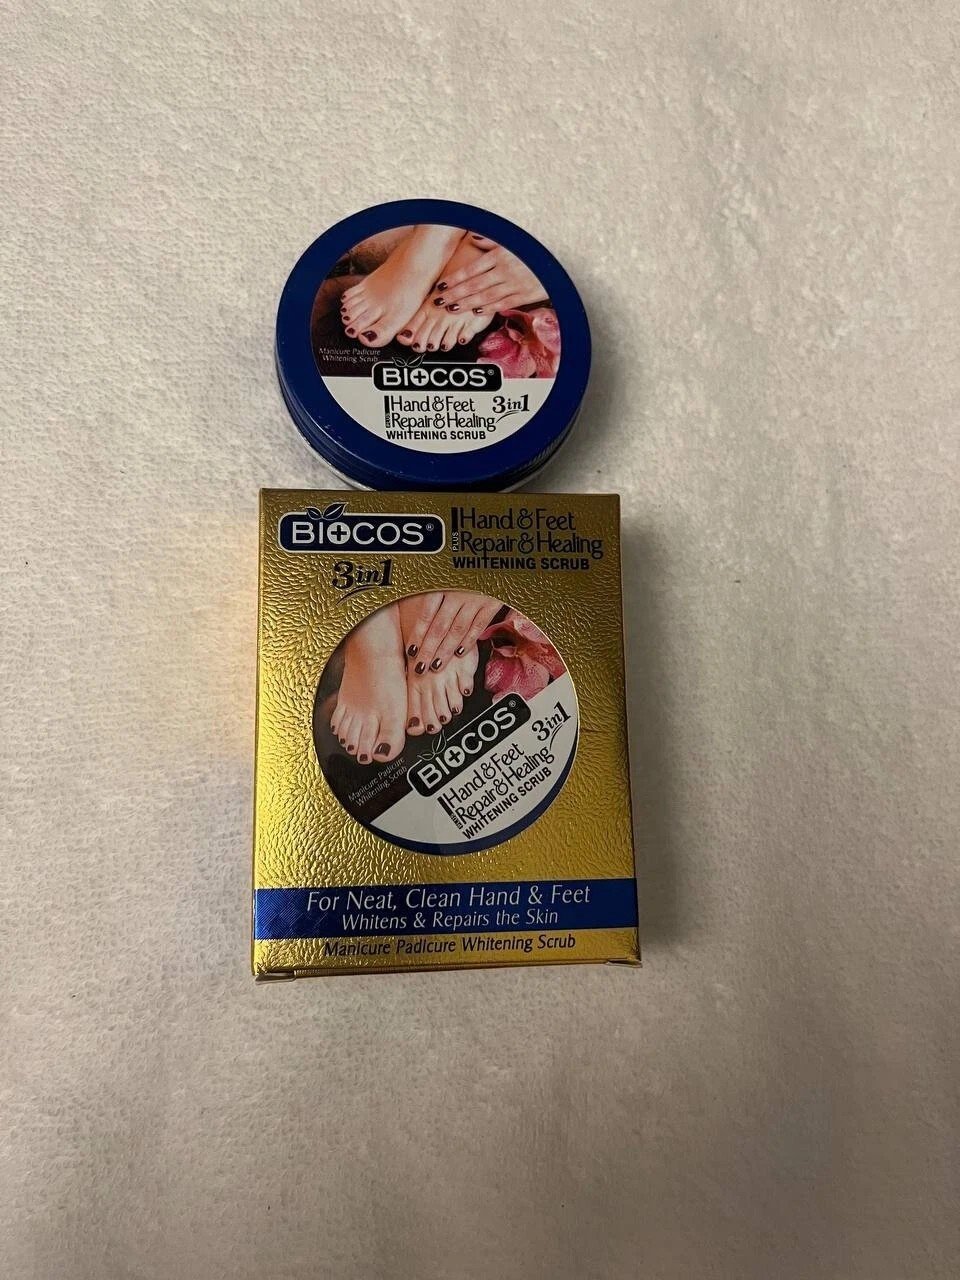 Manicure Padicure
Whitening Scrub
BIOCOS®
Hand & Feet
PLUS Repair & Healing
3in1
WHITENING SCRUB
BIOCOS®
3in1
Hand & Feet
PLUS Repair & Healing
WHITENING SCRUB
Manicure Padicure
Whitening Scrub
BIOCOS®
3in1
Hand & Feet
PLUS Repair & Healing
WHITENING SCRUB
For Neat, Clean Hand & Feet
Whitens & Repairs the Skin
Manicure Padicure Whitening Scrub